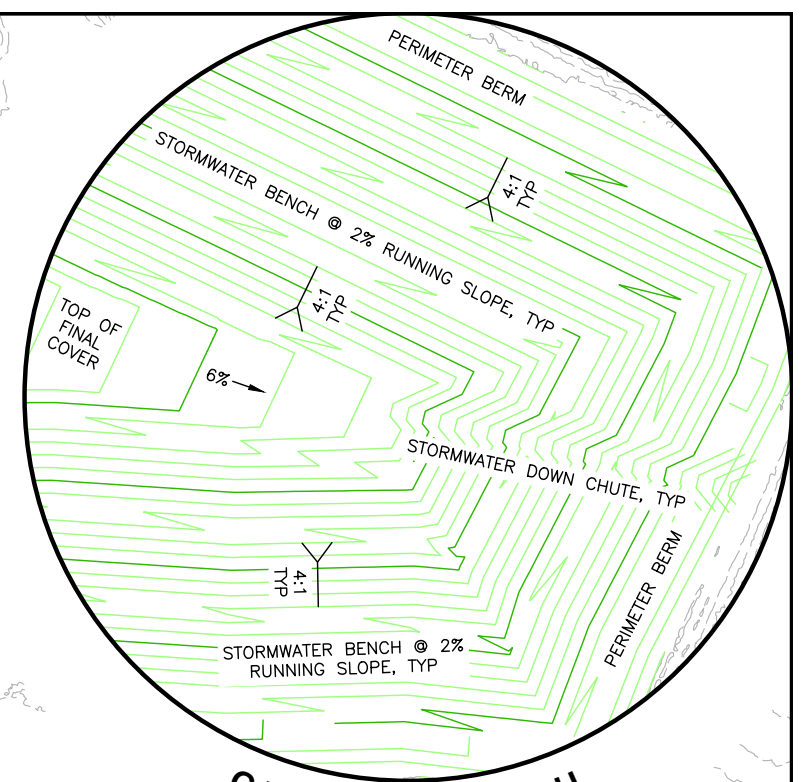 PERIMETER BERM
STORMWATER BENCH @ 2% RUNNING SLOPE, TYP
4:1
TYP
4:1
TYP
TOP OF
FINAL
COVER
6%
STORMWATER DOWN CHUTE, TYP
PERIMETER BERM
4:1
TYP
STORMWATER BENCH @ 2%
RUNNING SLOPE, TYP